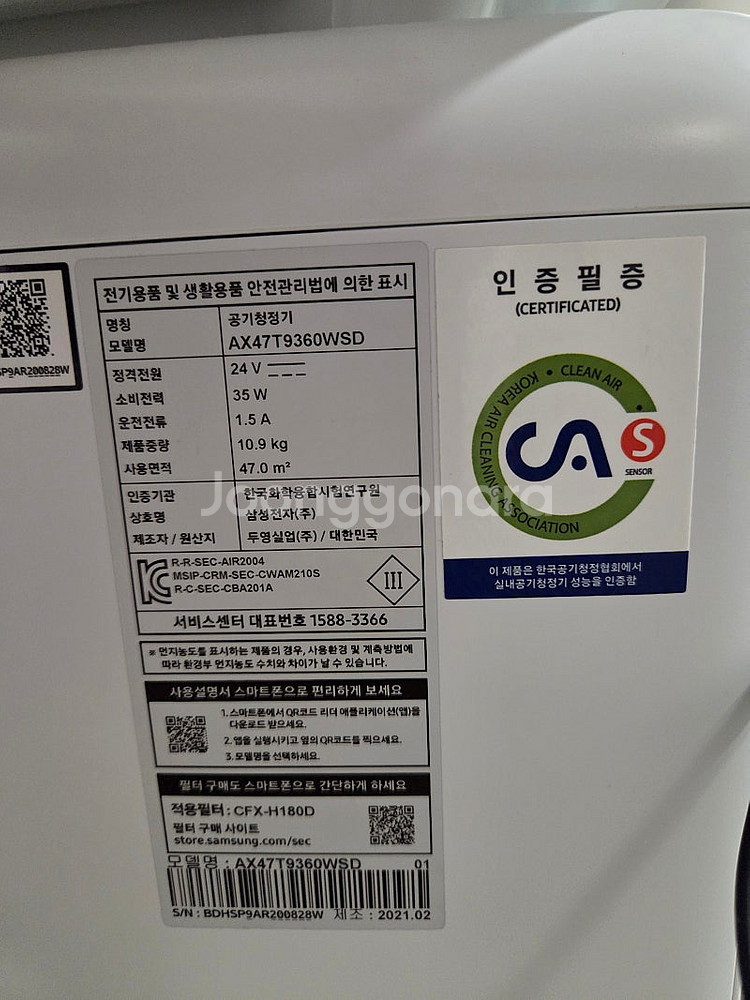 SP9AR200828W
전기용품 및 생활용품 안전관리법에 의한 표시
명칭 공기청정기
모델명 AX47T9360WSD
정격전원 24 V
소비전력 35 W
운전전류 1.5 A
제품중량 10.9 kg
사용면적 47.0 m²
인증기관 한국화학융합시험연구원
상호명 삼성전자(주)
제조자 / 원산지 두영실업(주) / 대한민국
R-R-SEC-AIR2004
MSIP-CRM-SEC-CWAM210S
R-C-SEC-CBA201A
III
서비스센터 대표번호 1588-3366
※ 먼지농도를 표시하는 제품의 경우, 사용환경 및 계측방법에
따라 환경부 먼지농도 수치와 차이가 날 수 있습니다.
사용설명서 스마트폰으로 편리하게 보세요
1. 스마트폰에서 QR코드 리더 애플리케이션(앱)을
다운로드 받으세요.
2. 앱을 실행시키고 옆의 QR코드를 찍으세요.
3. 모델명을 선택하세요.
필터 구매도 스마트폰으로 간단하게 하세요
적용필터 : CFX-H180D
필터 구매 사이트
store.samsung.com/sec
모델명 : AX47T9360WSD 01
S/N : BDHSP9AR200828W 제조 : 2021.02
인증필증
(CERTIFICATED)
KOREA AIR CLEANING ASSOCIATION • CLEAN AIR •
CA
S
SENSOR
이 제품은 한국공기청정협회에서
실내공기청정기 성능을 인증함
Joonggonara